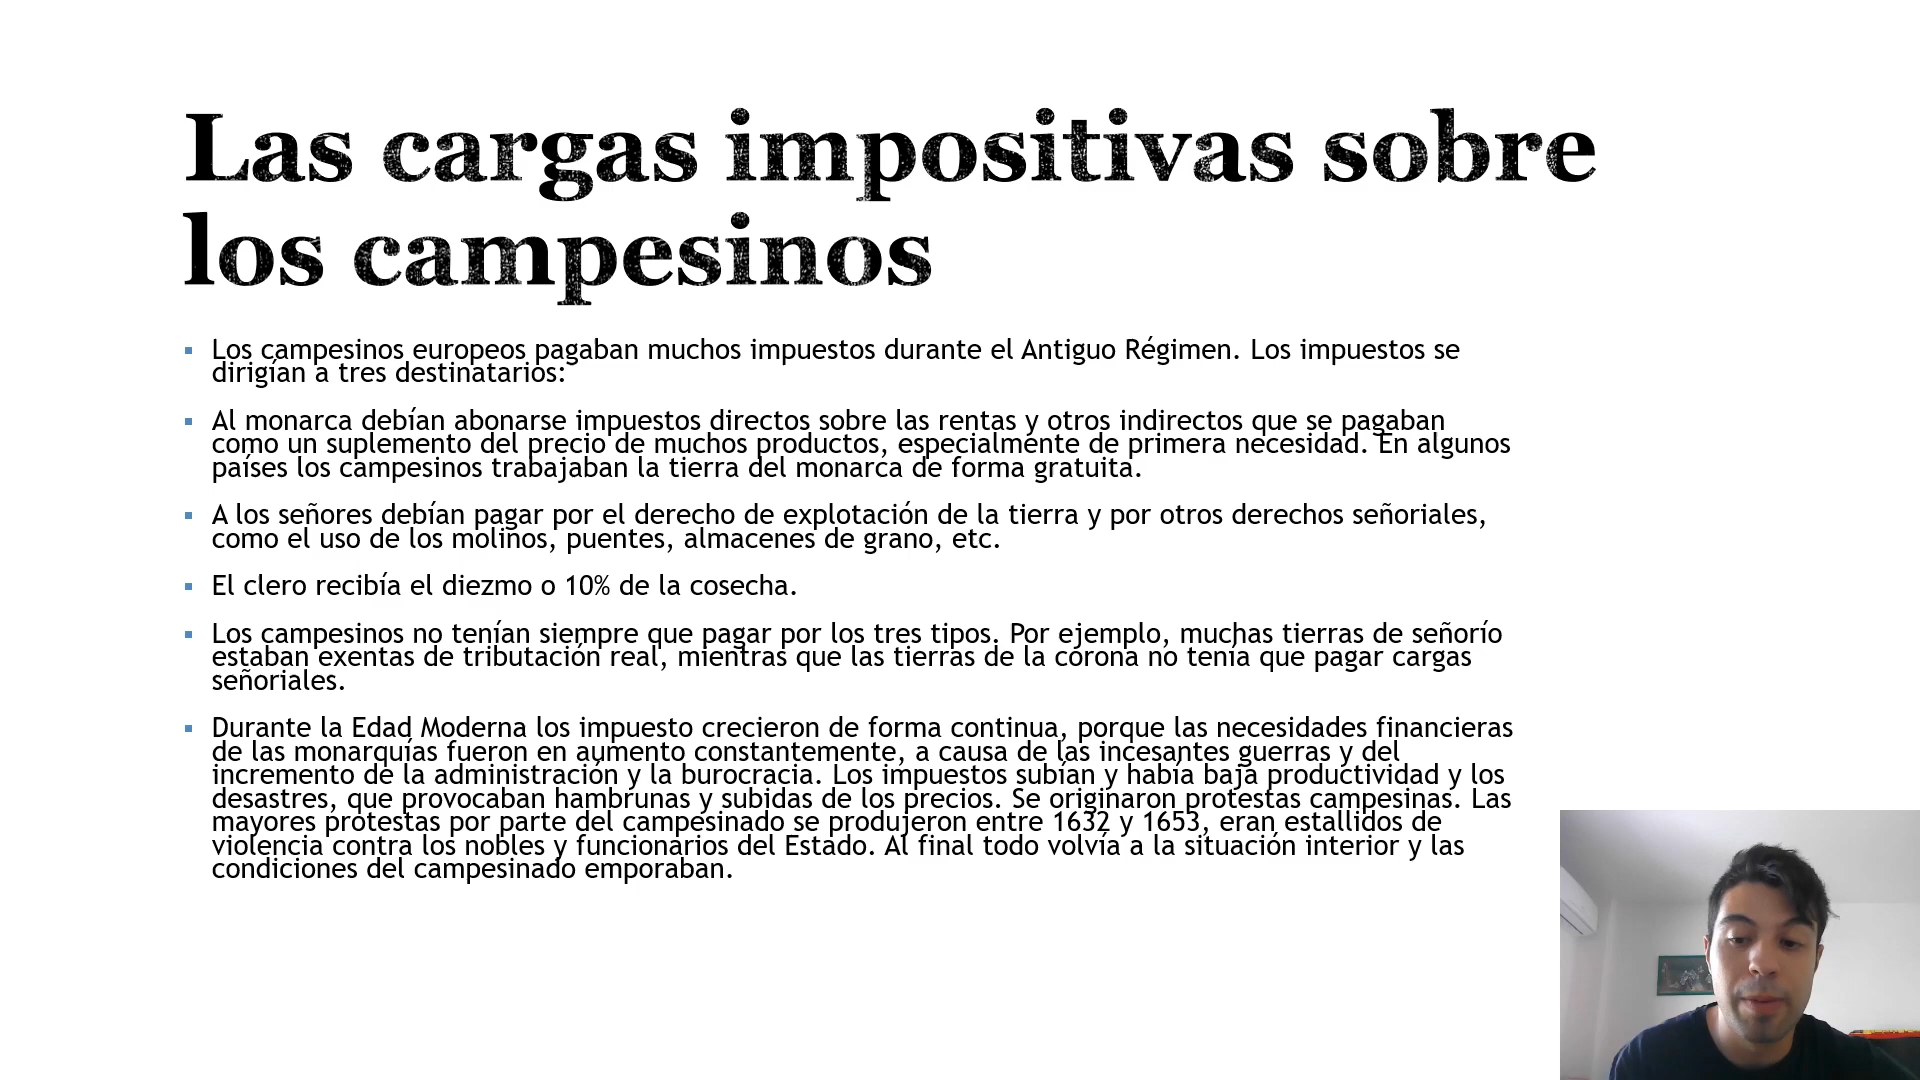 Las cargas impositivas sobre
los campesinos
▪ Los campesinos europeos pagaban muchos impuestos durante el Antiguo Régimen. Los impuestos se
dirigían a tres destinatarios:
▪ Al monarca debían abonarse impuestos directos sobre las rentas y otros indirectos que se pagaban
como un suplemento del precio de muchos productos, especialmente de primera necesidad. En algunos
países los campesinos trabajaban la tierra del monarca de forma gratuita.
▪ A los señores debían pagar por el derecho de explotación de la tierra y por otros derechos señoriales,
como el uso de los molinos, puentes, almacenes de grano, etc.
▪ El clero recibía el diezmo o 10% de la cosecha.
▪ Los campesinos no tenían siempre que pagar por los tres tipos. Por ejemplo, muchas tierras de señorío
estaban exentas de tributación real, mientras que las tierras de la corona no tenía que pagar cargas
señoriales.
▪ Durante la Edad Moderna los impuesto crecieron de forma continua, porque las necesidades financieras
de las monarquías fueron en aumento constantemente, a causa de las incesantes guerras y del
incremento de la administración y la burocracia. Los impuestos subían y había baja productividad y los
desastres, que provocaban hambrunas y subidas de los precios. Se originaron protestas campesinas. Las
mayores protestas por parte del campesinado se produjeron entre 1632 y 1653, eran estallidos de
violencia contra los nobles y funcionarios del Estado. Al final todo volvía a la situación interior y las
condiciones del campesinado emporaban.